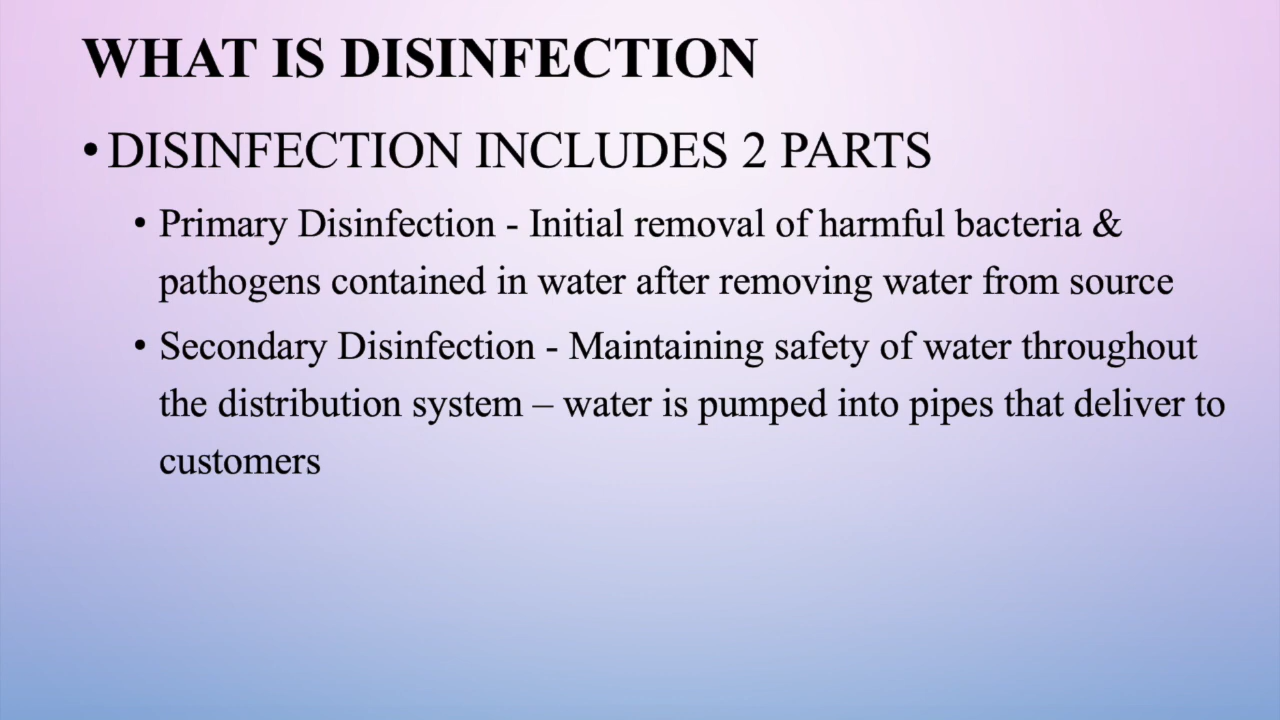 WHAT IS DISINFECTION
• DISINFECTION INCLUDES 2 PARTS
• Primary Disinfection - Initial removal of harmful bacteria &
pathogens contained in water after removing water from source
• Secondary Disinfection - Maintaining safety of water throughout
the distribution system – water is pumped into pipes that deliver to
customers